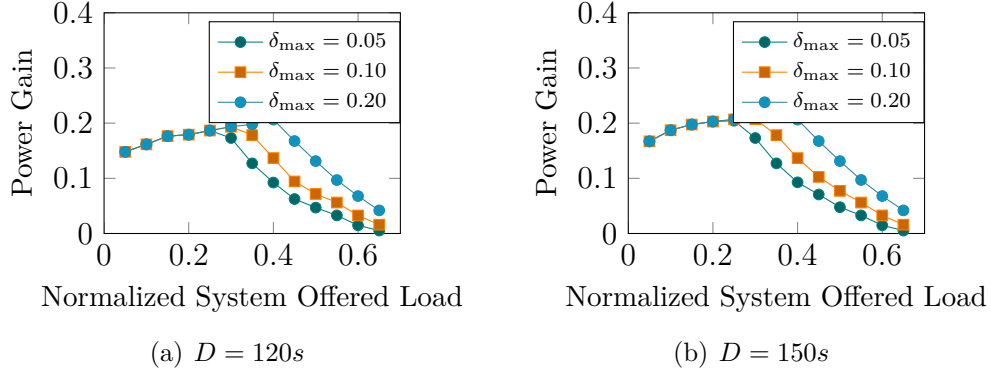 0.4
0.3
0.2
0.1
0
0
0.2
0.4
0.6
Power Gain
Normalized System Offered Load
δmax = 0.05
δmax = 0.10
δmax = 0.20
(a) D = 120s
0.4
0.3
0.2
0.1
0
0
0.2
0.4
0.6
Power Gain
Normalized System Offered Load
δmax = 0.05
δmax = 0.10
δmax = 0.20
(b) D = 150s